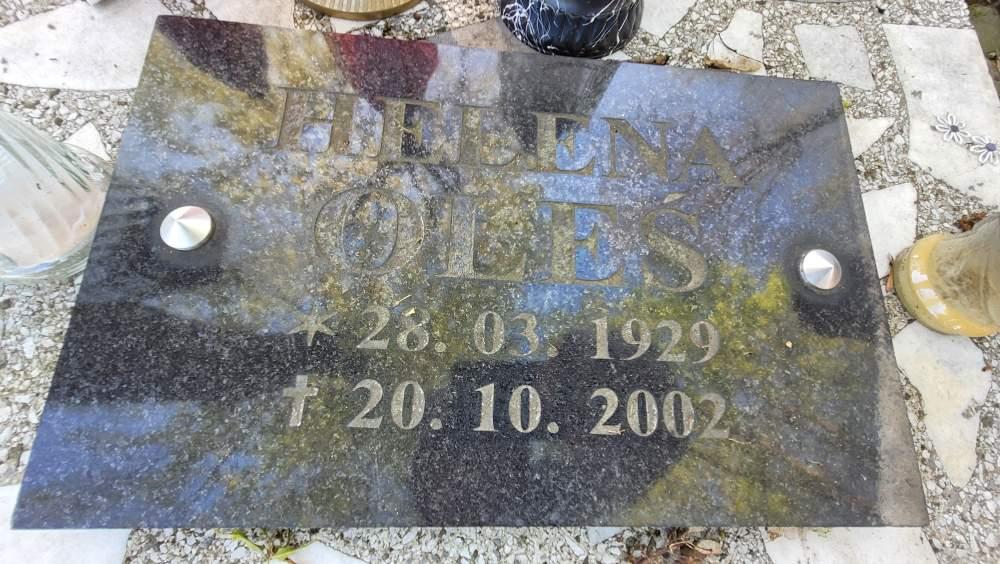 HELENA
OLEŚ
* 28. 03. 1929
✝ 20. 10. 2002